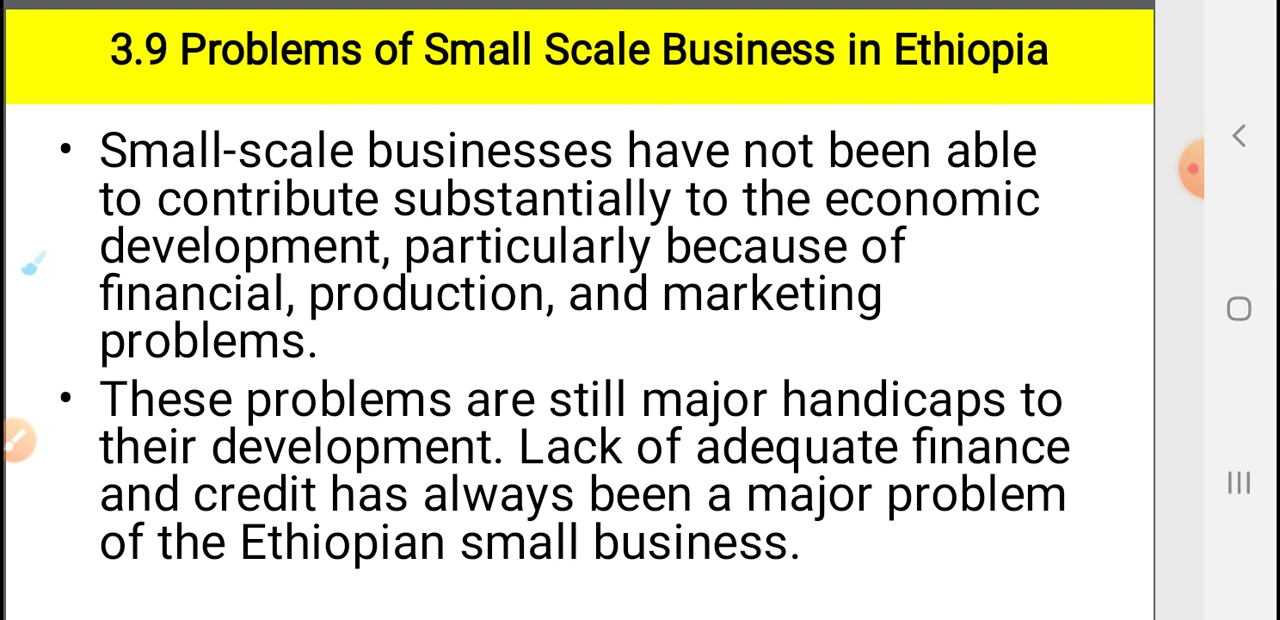 3.9 Problems of Small Scale Business in Ethiopia
• Small-scale businesses have not been able
to contribute substantially to the economic
development, particularly because of
financial, production, and marketing
problems.
• These problems are still major handicaps to
their development. Lack of adequate finance
and credit has always been a major problem
of the Ethiopian small business.